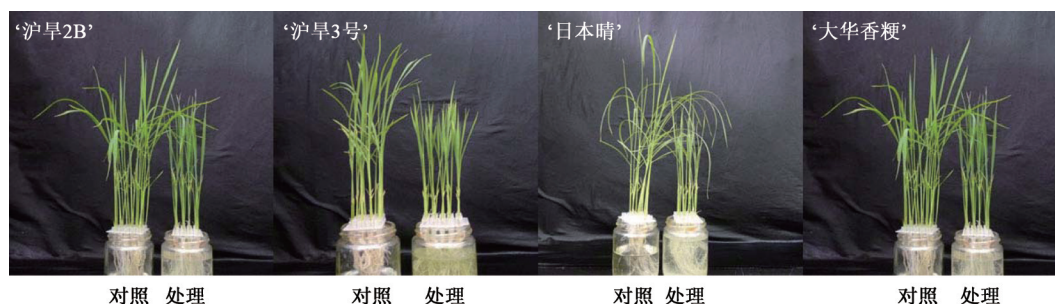 ‘沪旱2B’
‘沪旱3号’
‘日本晴’
‘大华香粳’
对照 处理
对照 处理
对照 处理
对照 处理